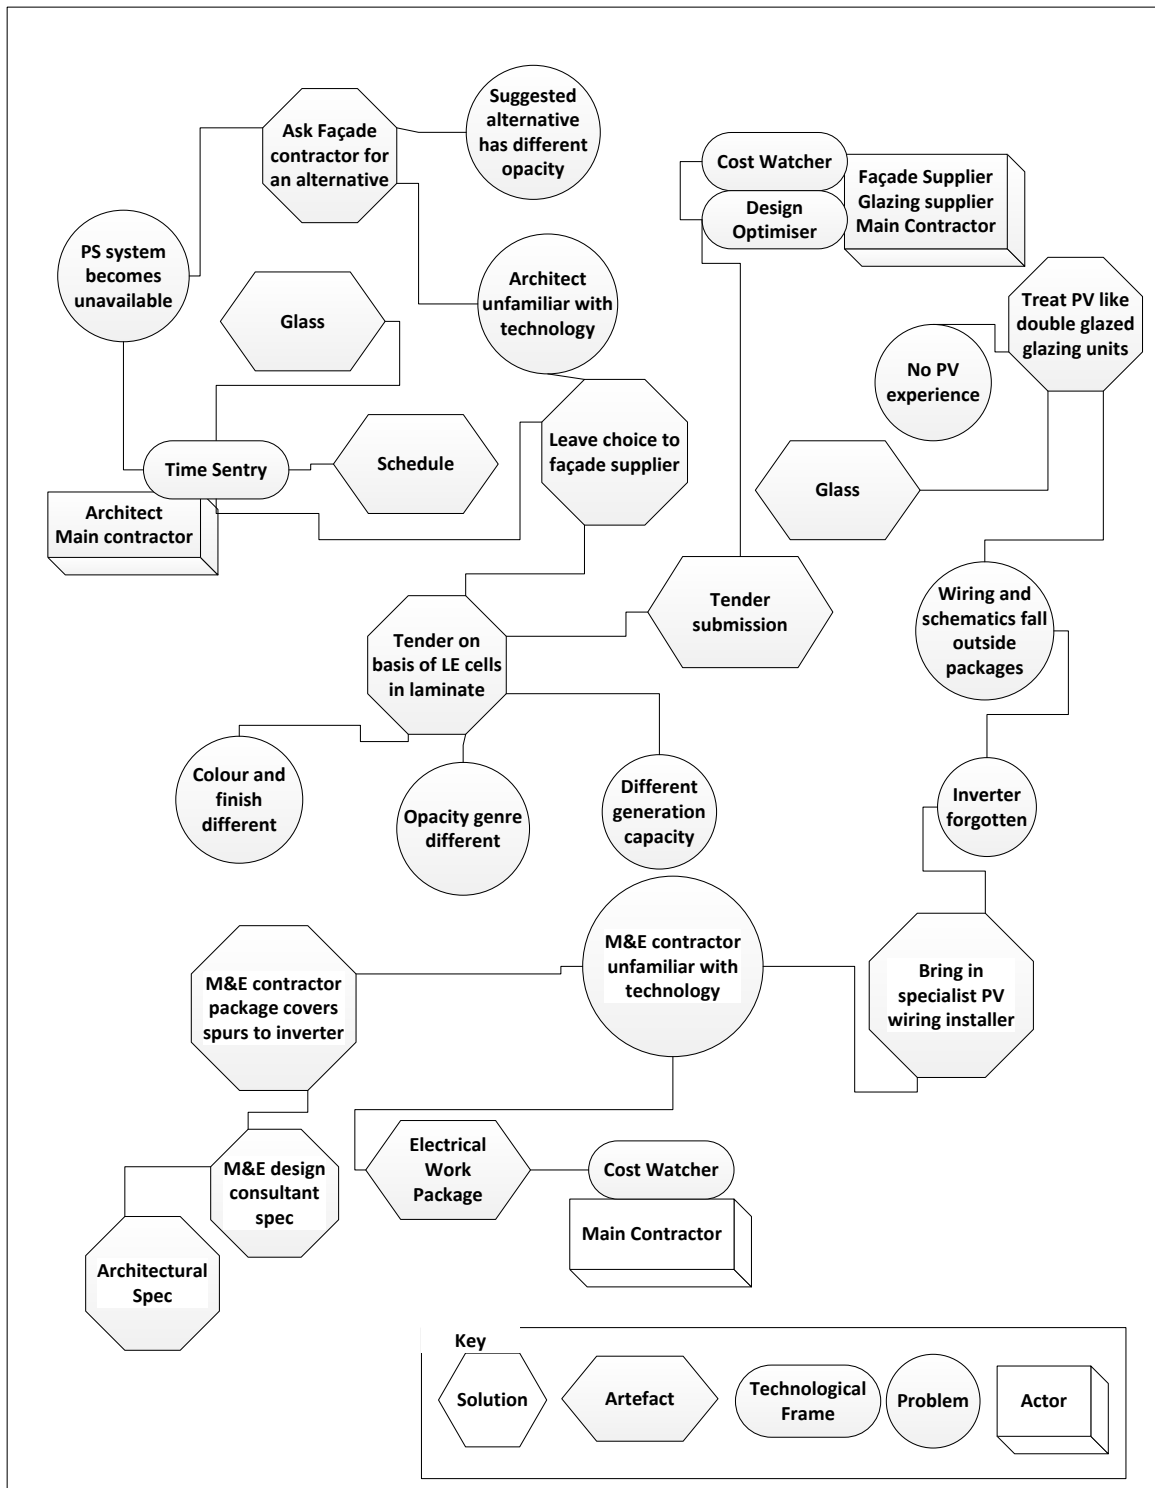 Suggested
alternative
has different
opacity
Ask Façade
contractor for
an alternative
Cost Watcher
Design
Optimiser
Façade Supplier
Glazing supplier
Main Contractor
PS system
becomes
unavailable
Architect
unfamiliar with
technology
Treat PV like
double glazed
glazing units
Glass
No PV
experience
Time Sentry
Schedule
Leave choice to
façade supplier
Glass
Architect
Main contractor
Tender on
basis of LE cells
in laminate
Tender
submission
Wiring and
schematics fall
outside
packages
Colour and
finish
different
Opacity genre
different
Different
generation
capacity
Inverter
forgotten
M&E contractor
package covers
spurs to inverter
M&E contractor
unfamiliar with
technology
Bring in
specialist PV
wiring installer
M&E design
consultant
spec
Electrical
Work
Package
Cost Watcher
Main Contractor
Architectural
Spec
Key
Solution
Artefact
Technological
Frame
Problem
Actor